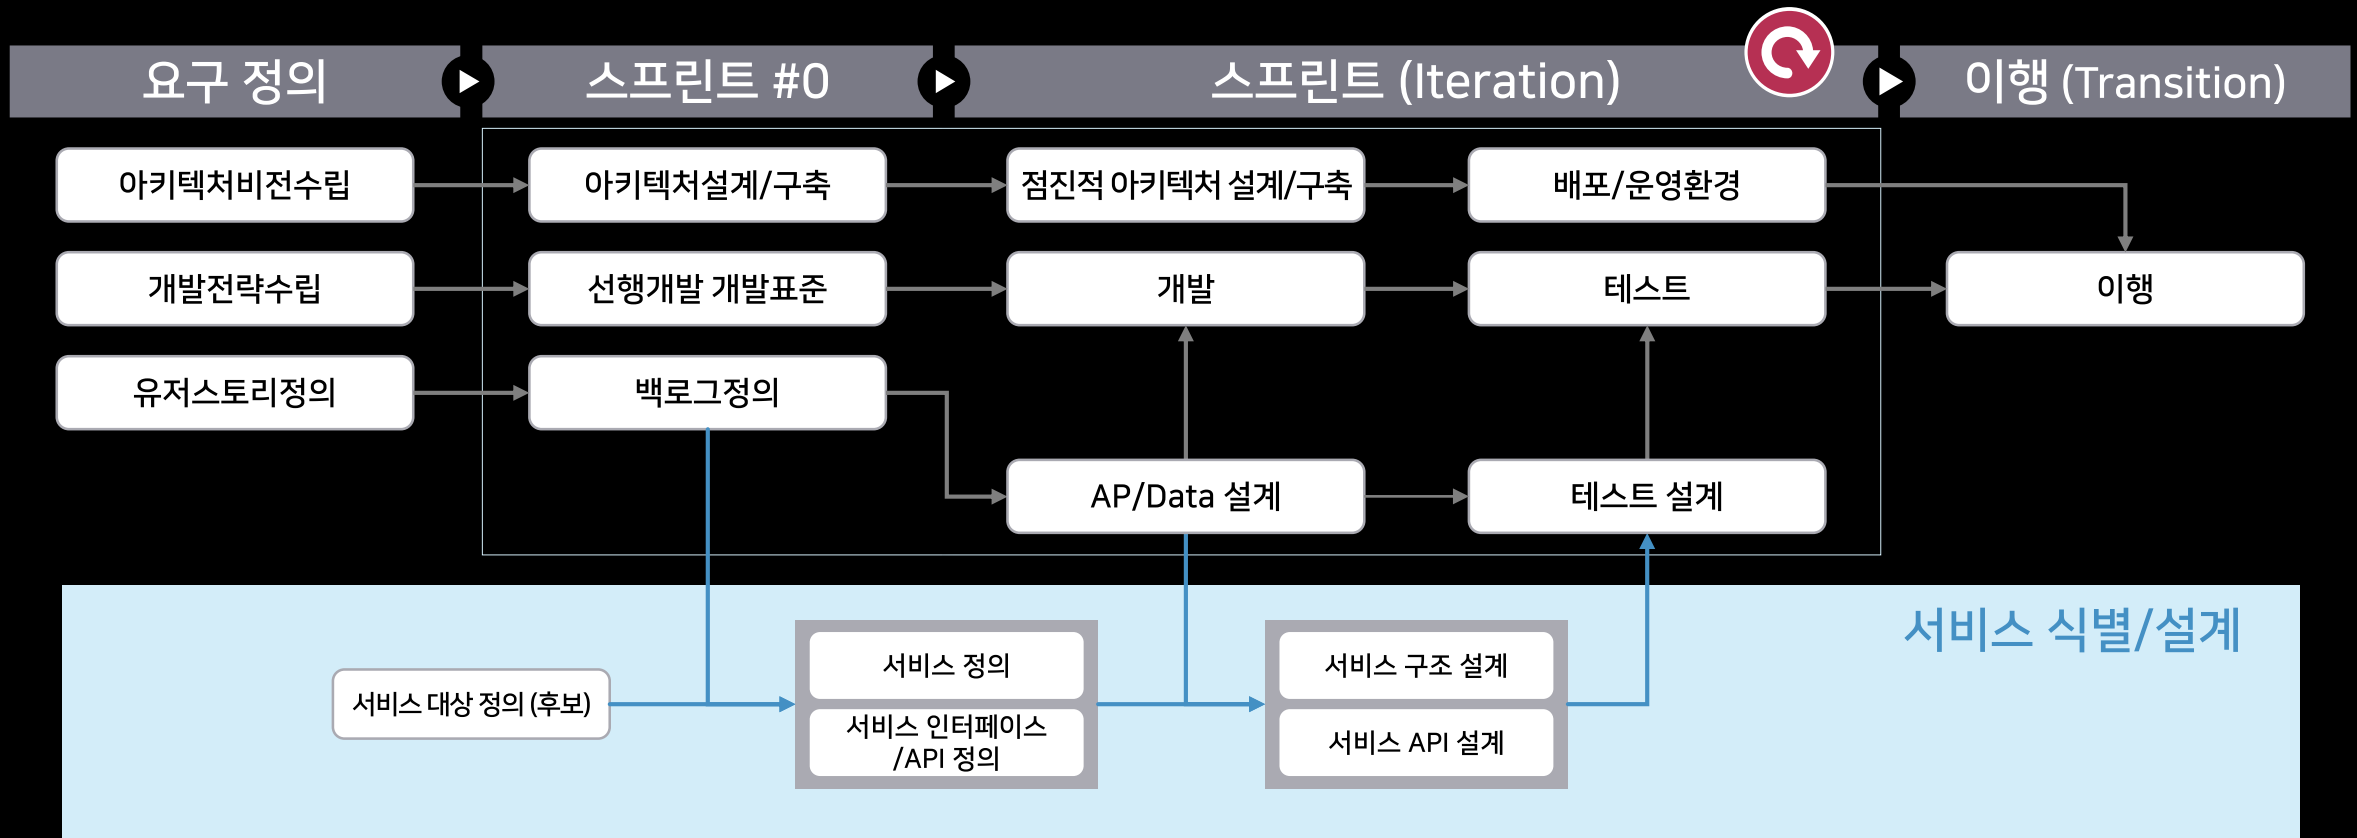 요구 정의
스프린트 #0
스프린트 (Iteration)
이행 (Transition)
아키텍처비전수립
아키텍처설계/구축
점진적 아키텍처 설계/구축
배포/운영환경
개발전략수립
선행개발 개발표준
개발
테스트
이행
유저스토리정의
백로그정의
AP/Data 설계
테스트 설계
서비스 식별/설계
서비스 대상 정의 (후보)
서비스 정의
서비스 인터페이스
/API 정의
서비스 구조 설계
서비스 API 설계